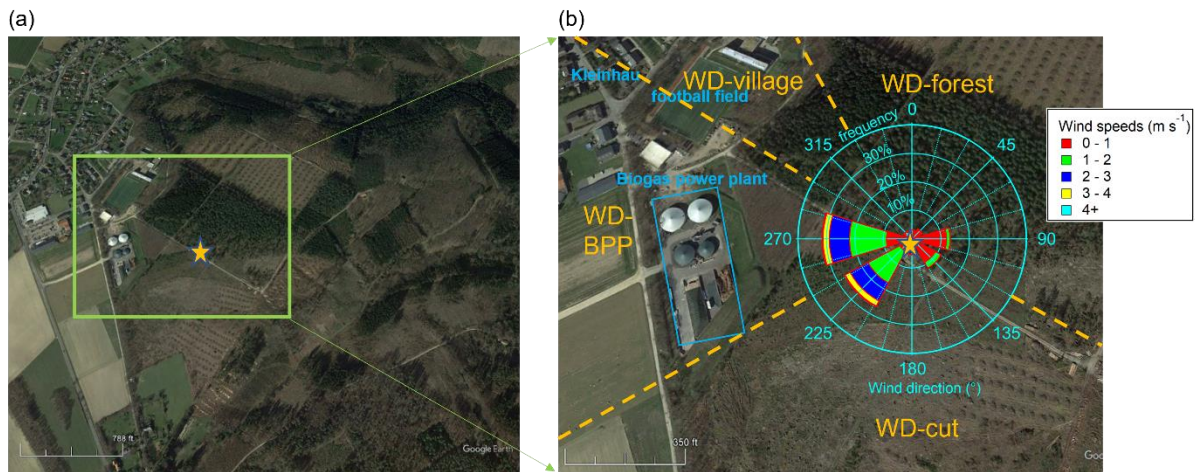 (a)
788 ft
Google Earth
(b)
Kleinhau
football field
Biogas power plant
WD-village
WD-forest
WD-
BPP
WD-cut
0
45
90
135
180
225
270
315
frequency
30%
20%
10%
Wind direction (°)
Wind speeds (m s⁻¹)
0 - 1
1 - 2
2 - 3
3 - 4
4+
350 ft
Goo